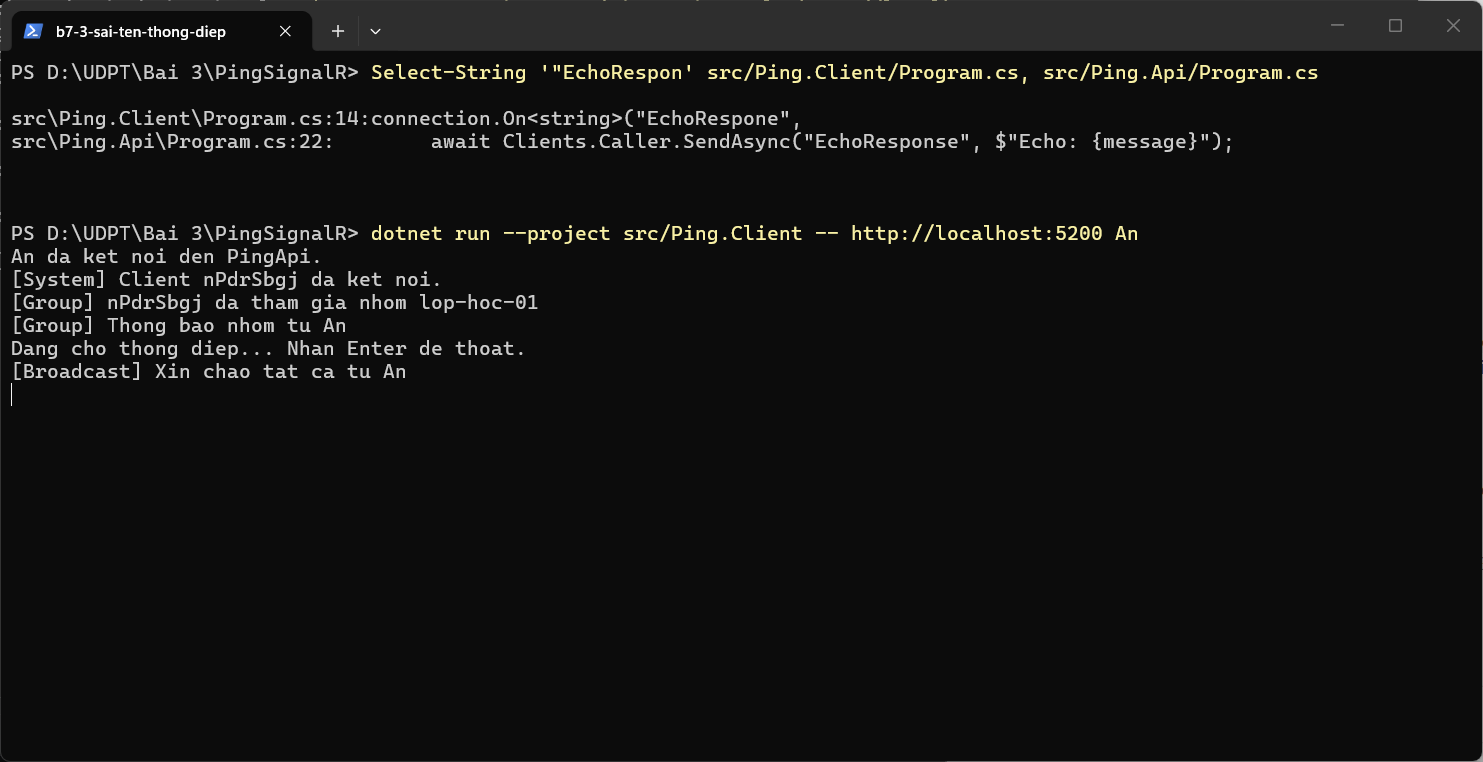 b7-3-sai-ten-thong-diep
PS D:\UDPT\Bai 3\PingSignalR> Select-String '"EchoRespon' src/Ping.Client/Program.cs, src/Ping.Api/Program.cs
src\Ping.Client\Program.cs:14:connection.On<string>("EchoRespone",
src\Ping.Api\Program.cs:22:        await Clients.Caller.SendAsync("EchoResponse", $"Echo: {message}");
PS D:\UDPT\Bai 3\PingSignalR> dotnet run --project src/Ping.Client -- http://localhost:5200 An
An da ket noi den PingApi.
[System] Client nPdrSbgj da ket noi.
[Group] nPdrSbgj da tham gia nhom lop-hoc-01
[Group] Thong bao nhom tu An
Dang cho thong diep... Nhan Enter de thoat.
[Broadcast] Xin chao tat ca tu An